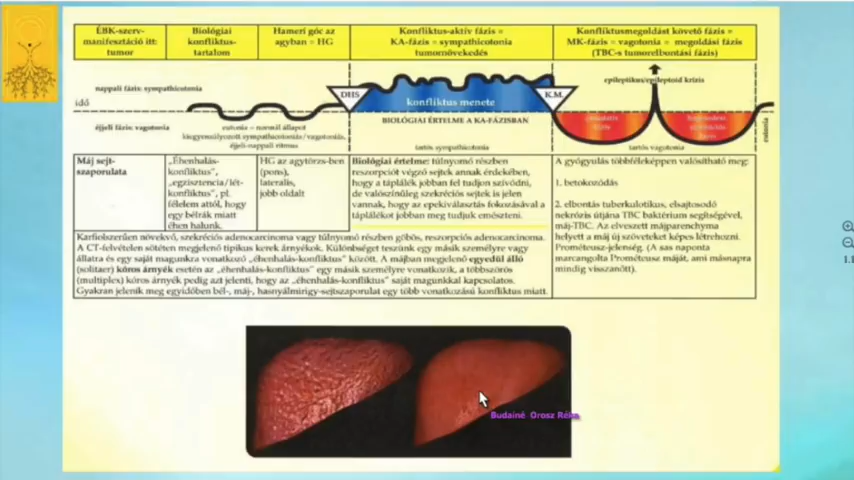 ÉBK-szerv-
manifesztáció itt:
tumor
Biológiai
konfliktus-
tartalom
Hameri góc az
agyban = HG
Konfliktus-aktív fázis =
KA-fázis = sympathicotonia
tumornövekedés
Konfliktusmegoldást követő fázis =
MK-fázis = vagotonia = megoldási fázis
(TBC-s tumorelbontási fázis)
nappali fázis: sympathicotonia
idő
éjjeli fázis: vagotonia
eutonia = normál állapot
éjjeli-nappali ritmus
DHS
konfliktus menete
BIOLÓGIAI ÉRTELME A KA-FÁZISBAN
tartós sympathicotonia
K.M.
epileptikus/epileptoid krízis
tartós vagotonia
eutonia
Máj sejt-
szaporulata
„Éhenhalás-
konfliktus",
„egzisztencia/lét-
konfliktus", pl.
félelem attól, hogy
egy bélrák miatt
éhen halunk.
HG az agytörzs-ben
(pons),
lateralis,
jobb oldalt
Biológiai értelme: túlnyomó részben
reszorpciót végző sejtek annak érdekében,
hogy a táplálék jobban fel tudjon szívódni,
de valószínűleg szekréciós sejtek is jelen
vannak, hogy az epekiválasztás fokozásával a
táplálékot jobban meg tudjuk emészteni.
A gyógyulás többféleképpen valósítható meg:
1. betokozódás
2. elbontás tuberkulotikus, elsajtosodó
nekrózis útjána TBC baktérium segítségével,
máj-TBC. Az elveszett májparenchyma
helyett a máj új szöveteket képes létrehozni.
Prométeusz-jelenség. (A sas naponta
marcangolta Prométeusz máját, ami másnapra
mindig visszanőtt).
Karfiolszerűen növekvő, szekréciós adenocarcinoma vagy túlnyomó részben göbös, reszorpciós adenocarcinoma.
A CT-felvételen sötéten megjelenő tipikus kerek árnyékok. Különbséget teszünk egy másik személyre vagy
állatra és egy saját magunkra vonatkozó „éhenhalás-konfliktus" között. A májban megjelenő egyedül álló
(solitaer) kóros árnyék esetén az „éhenhalás-konfliktus" egy másik személyre vonatkozik, a többszörös
(multiplex) kóros árnyék pedig azt jelenti, hogy az „éhenhalás-konfliktus" saját magunkkal kapcsolatos.
Gyakran jelenik meg egyidőben bél-, máj-, hasnyálmirigy-sejtszaporulat egy több vonatkozású konfliktus miatt.
Budainé Orosz Réka